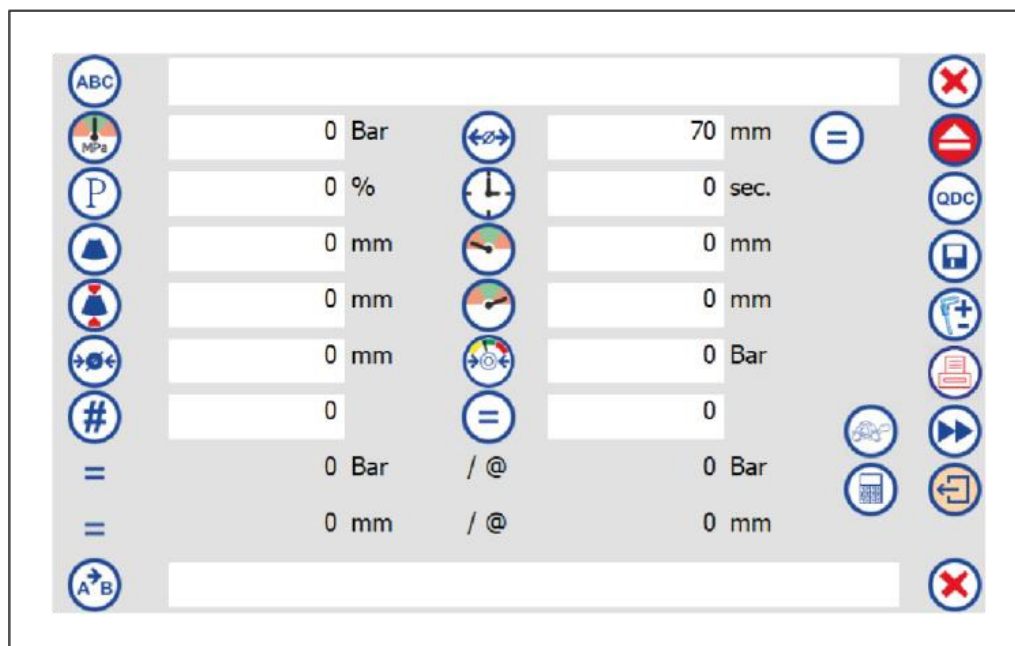 ABC
MPa 0 Bar 70 mm =
P 0 % 0 sec. QDC
0 mm 0 mm
0 mm 0 mm + -
0 mm 0 Bar
# 0 = 0
= 0 Bar / @ 0 Bar
= 0 mm / @ 0 mm
A B